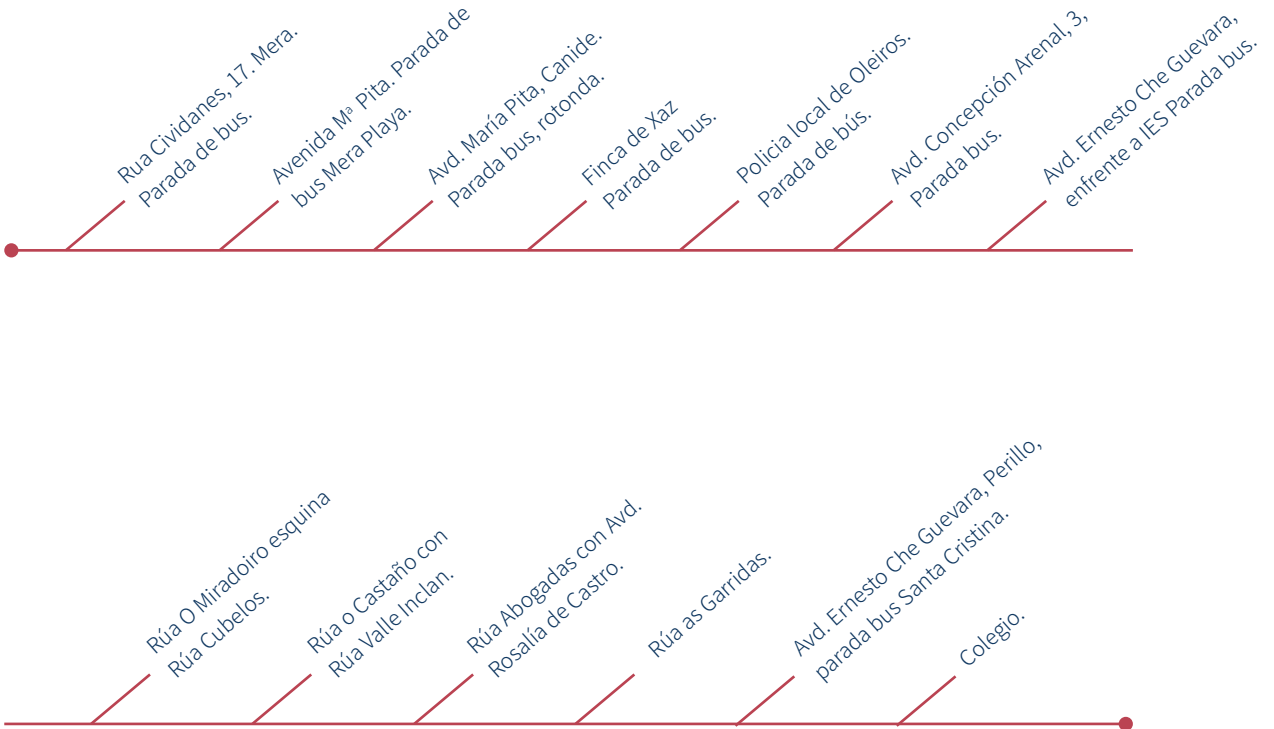 Rua Cividanes, 17. Mera.
Parada de bus.
Avenida Mª Pita. Parada de
bus Mera Playa.
Avd. María Pita, Canide.
Parada bus, rotonda.
Finca de Xaz
Parada de bus.
Policia local de Oleiros.
Parada de bús.
Avd. Concepción Arenal, 3,
Parada bus.
Avd. Ernesto Che Guevara,
enfrente a IES Parada bus.
Rúa O Miradoiro esquina
Rúa Cubelos.
Rúa o Castaño con
Rúa Valle Inclan.
Rúa Abogadas con Avd.
Rosalía de Castro.
Rúa as Garridas.
Avd. Ernesto Che Guevara, Perillo,
parada bus Santa Cristina.
Colegio.